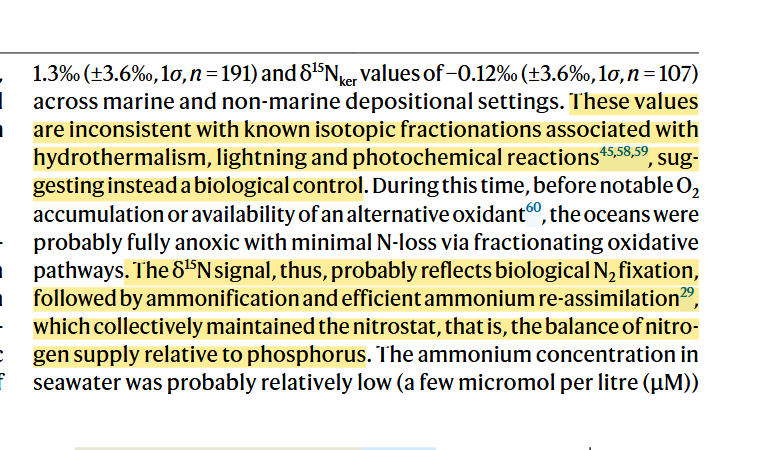 1.3‰ (±3.6‰, 1σ, n = 191) and δ¹⁵Nₖₑᵣ values of −0.12‰ (±3.6‰, 1σ, n = 107)
across marine and non-marine depositional settings. These values
are inconsistent with known isotopic fractionations associated with
hydrothermalism, lightning and photochemical reactions⁴⁵,⁵⁸,⁵⁹, sug-
gesting instead a biological control. During this time, before notable O₂
accumulation or availability of an alternative oxidant⁶⁰, the oceans were
probably fully anoxic with minimal N-loss via fractionating oxidative
pathways. The δ¹⁵N signal, thus, probably reflects biological N₂ fixation,
followed by ammonification and efficient ammonium re-assimilation²⁹,
which collectively maintained the nitrostat, that is, the balance of nitro-
gen supply relative to phosphorus. The ammonium concentration in
seawater was probably relatively low (a few micromol per litre (μM))